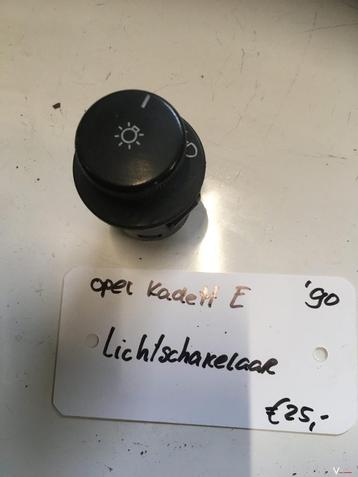 opel Kadett E '90
Lichtschakelaar
€25,-